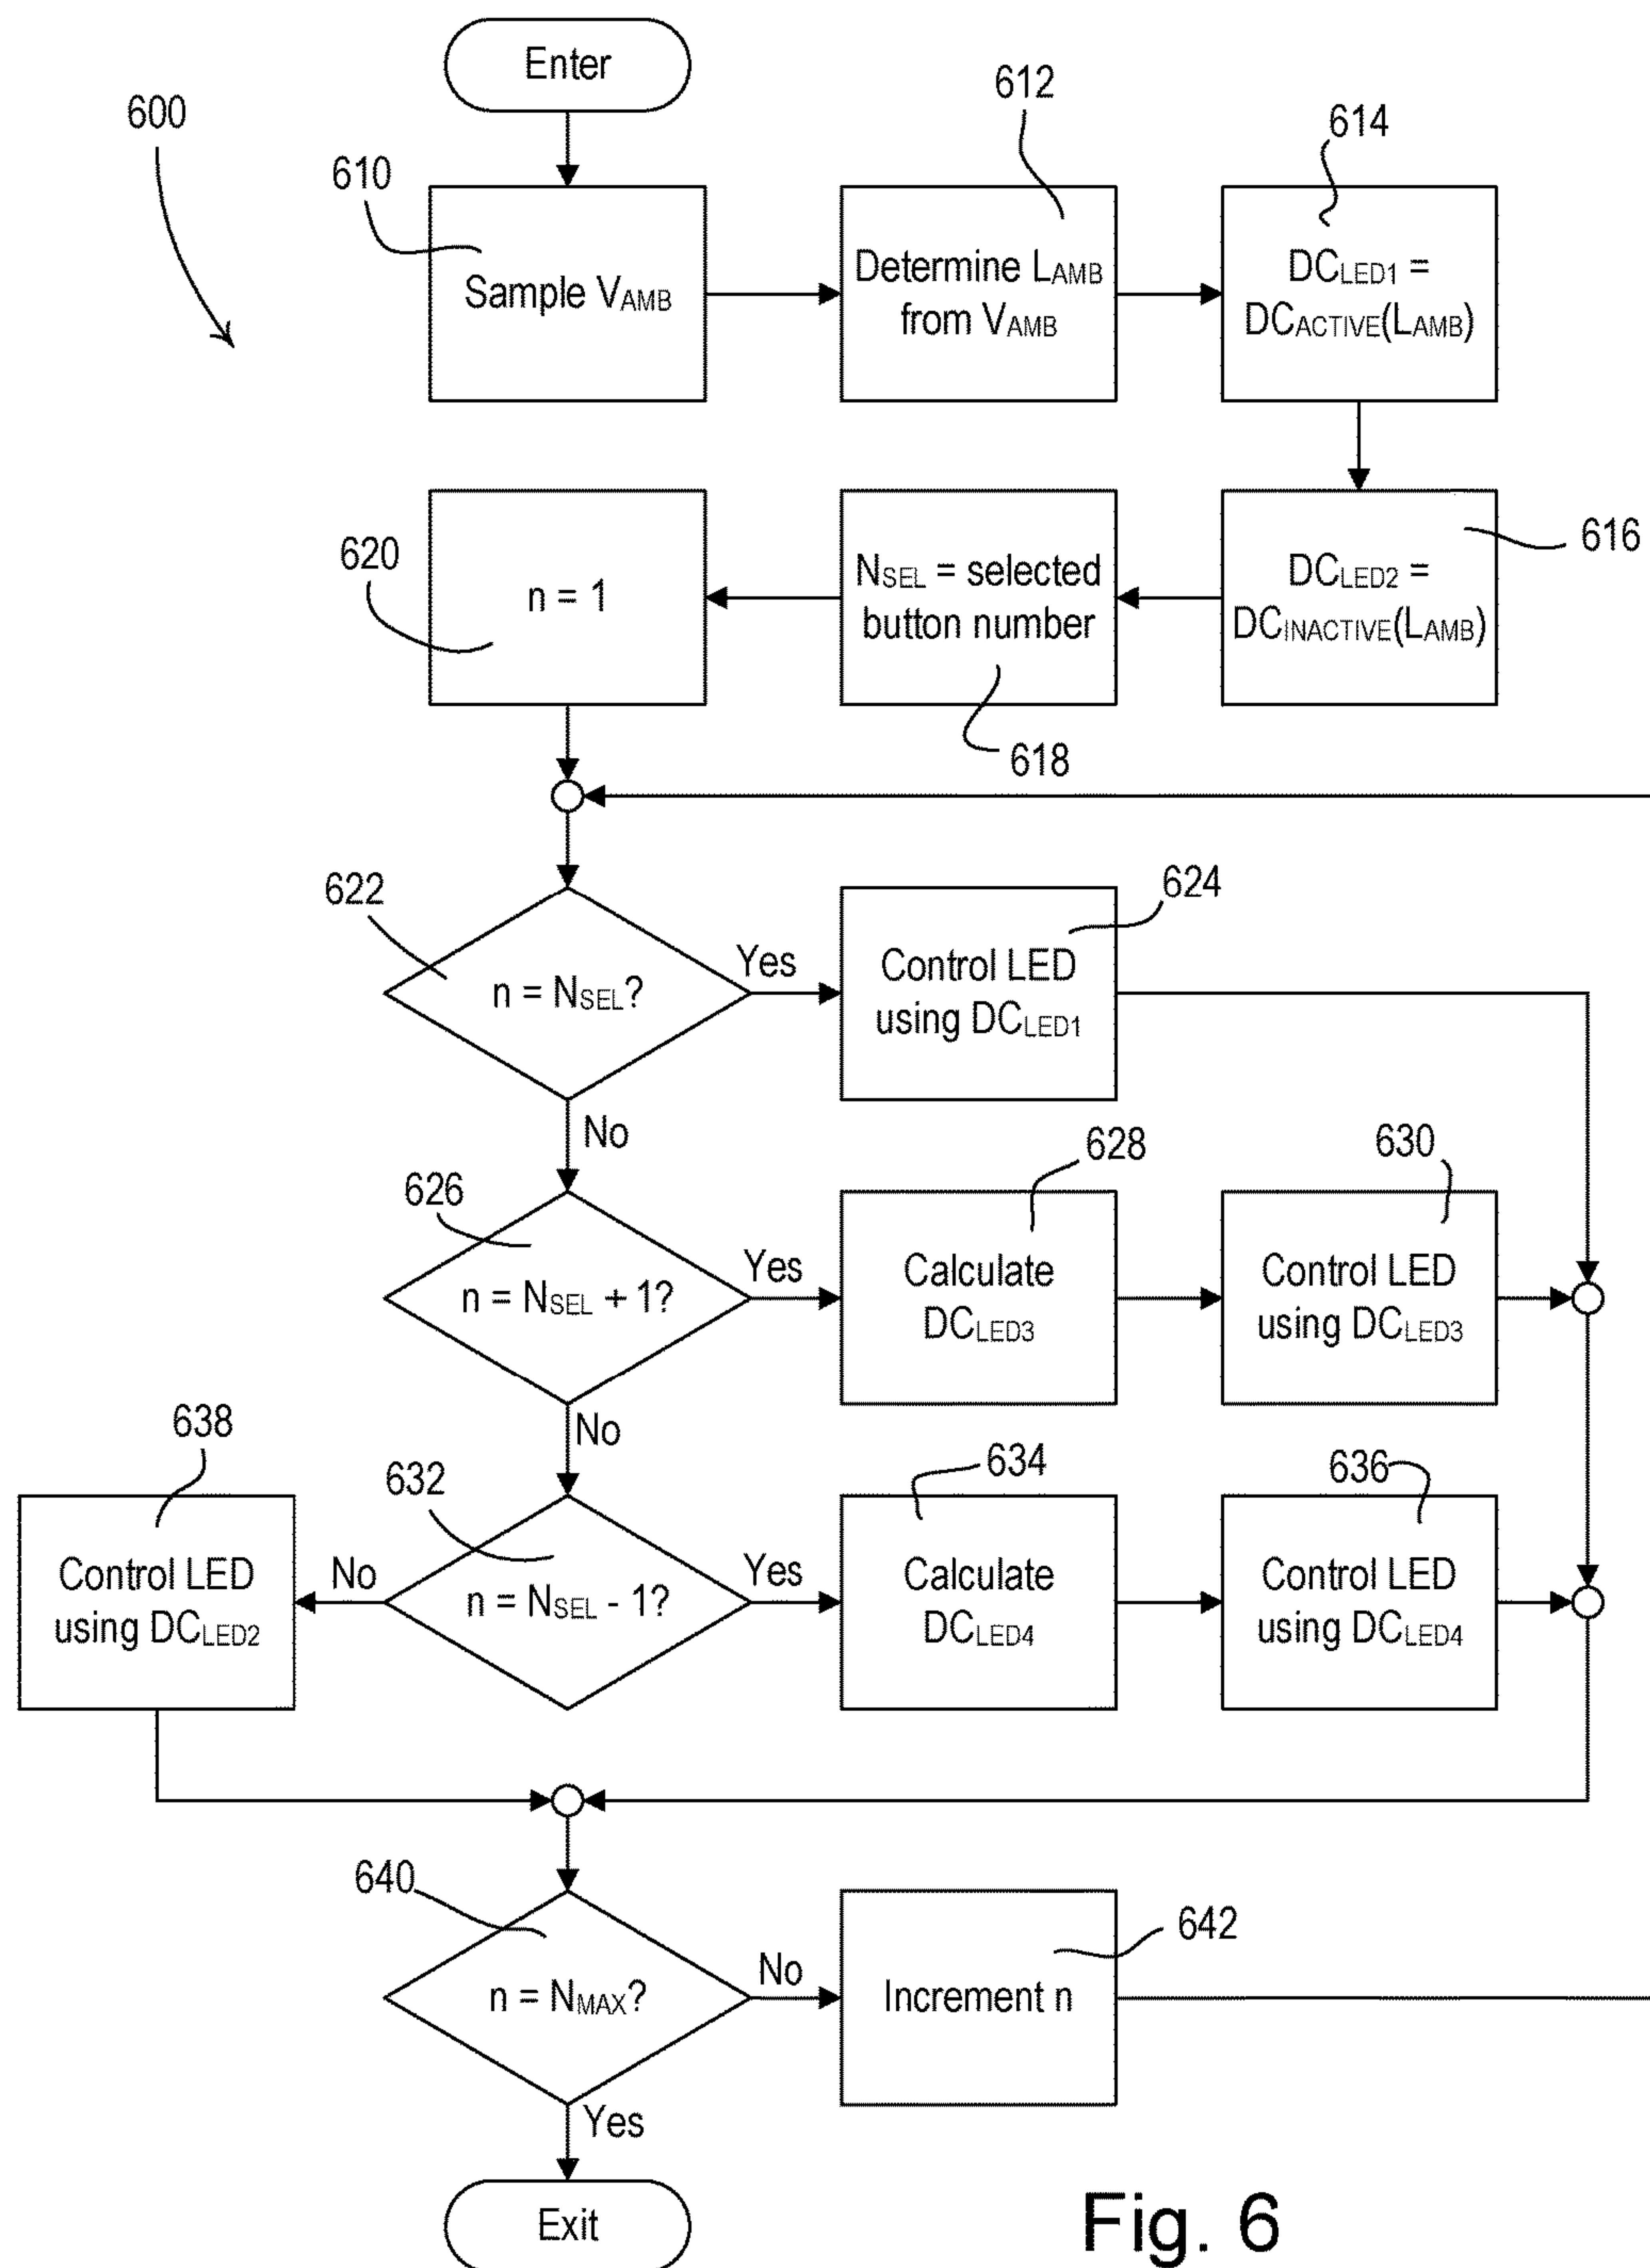 Enter
600
610
612
614
Sample VAMB
Determine LAMB
from VAMB
DCLED1 =
DCACTIVE(LAMB)
620
n = 1
NSEL = selected
button number
618
DCLED2 =
DCINACTIVE(LAMB)
616
622
n = NSEL?
Yes
No
624
Control LED
using DCLED1
626
n = NSEL + 1?
Yes
No
628
Calculate
DCLED3
630
Control LED
using DCLED3
638
Control LED
using DCLED2
632
No
n = NSEL - 1?
Yes
634
Calculate
DCLED4
636
Control LED
using DCLED4
640
n = NMAX?
No
Yes
642
Increment n
Exit
Fig. 6